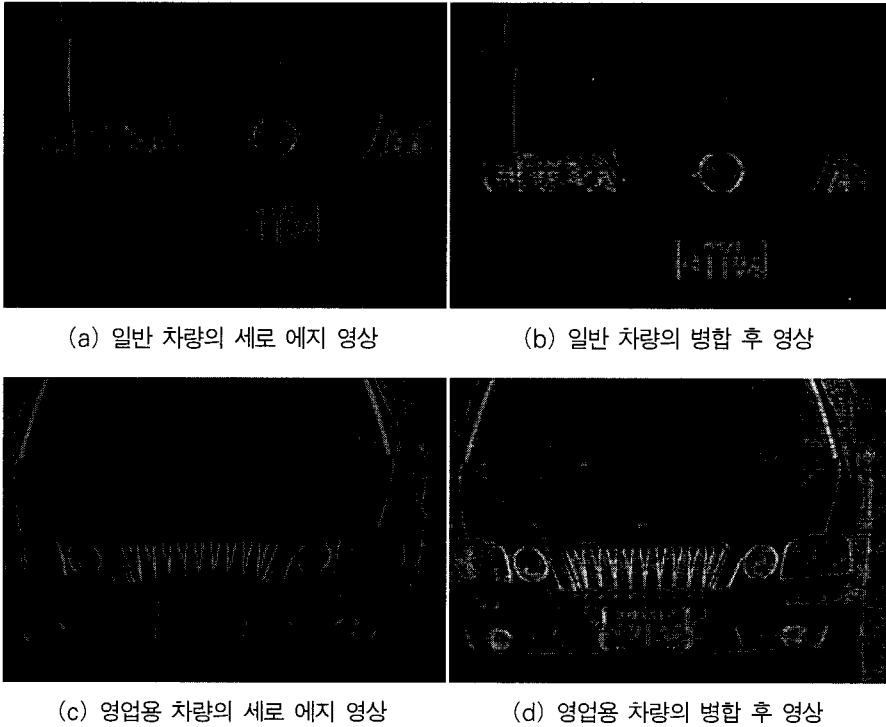 (a) 일반 차량의 세로 에지 영상
(b) 일반 차량의 병합 후 영상
(c) 영업용 차량의 세로 에지 영상
(d) 영업용 차량의 병합 후 영상